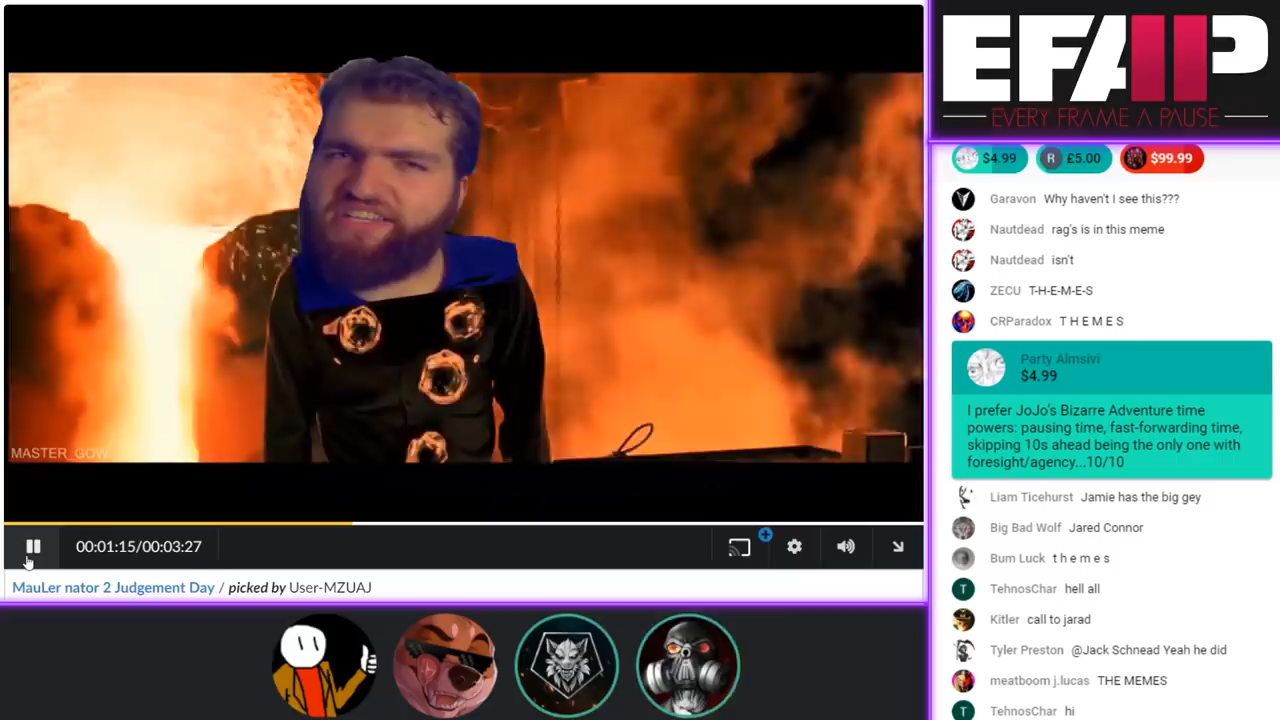 MASTER_GOW
00:01:15/00:03:27
MauLer nator 2 Judgement Day / picked by User-MZUAJ
EFAP
EVERY FRAME A PAUSE
$4.99 R £5.00 $99.99
Garavon Why haven't I see this???
Nautdead rag's is in this meme
Nautdead isn't
ZECU T-H-E-M-E-S
CRParadox T H E M E S
Party Almsivi
$4.99
I prefer JoJo's Bizarre Adventure time
powers: pausing time, fast-forwarding time,
skipping 10s ahead being the only one with
foresight/agency...10/10
Liam Ticehurst Jamie has the big gey
Big Bad Wolf Jared Connor
Bum Luck t h e m e s
T TehnosChar hell all
Kitler call to jarad
Tyler Preston @Jack Schnead Yeah he did
meatboom j.lucas THE MEMES
T TehnosChar hi